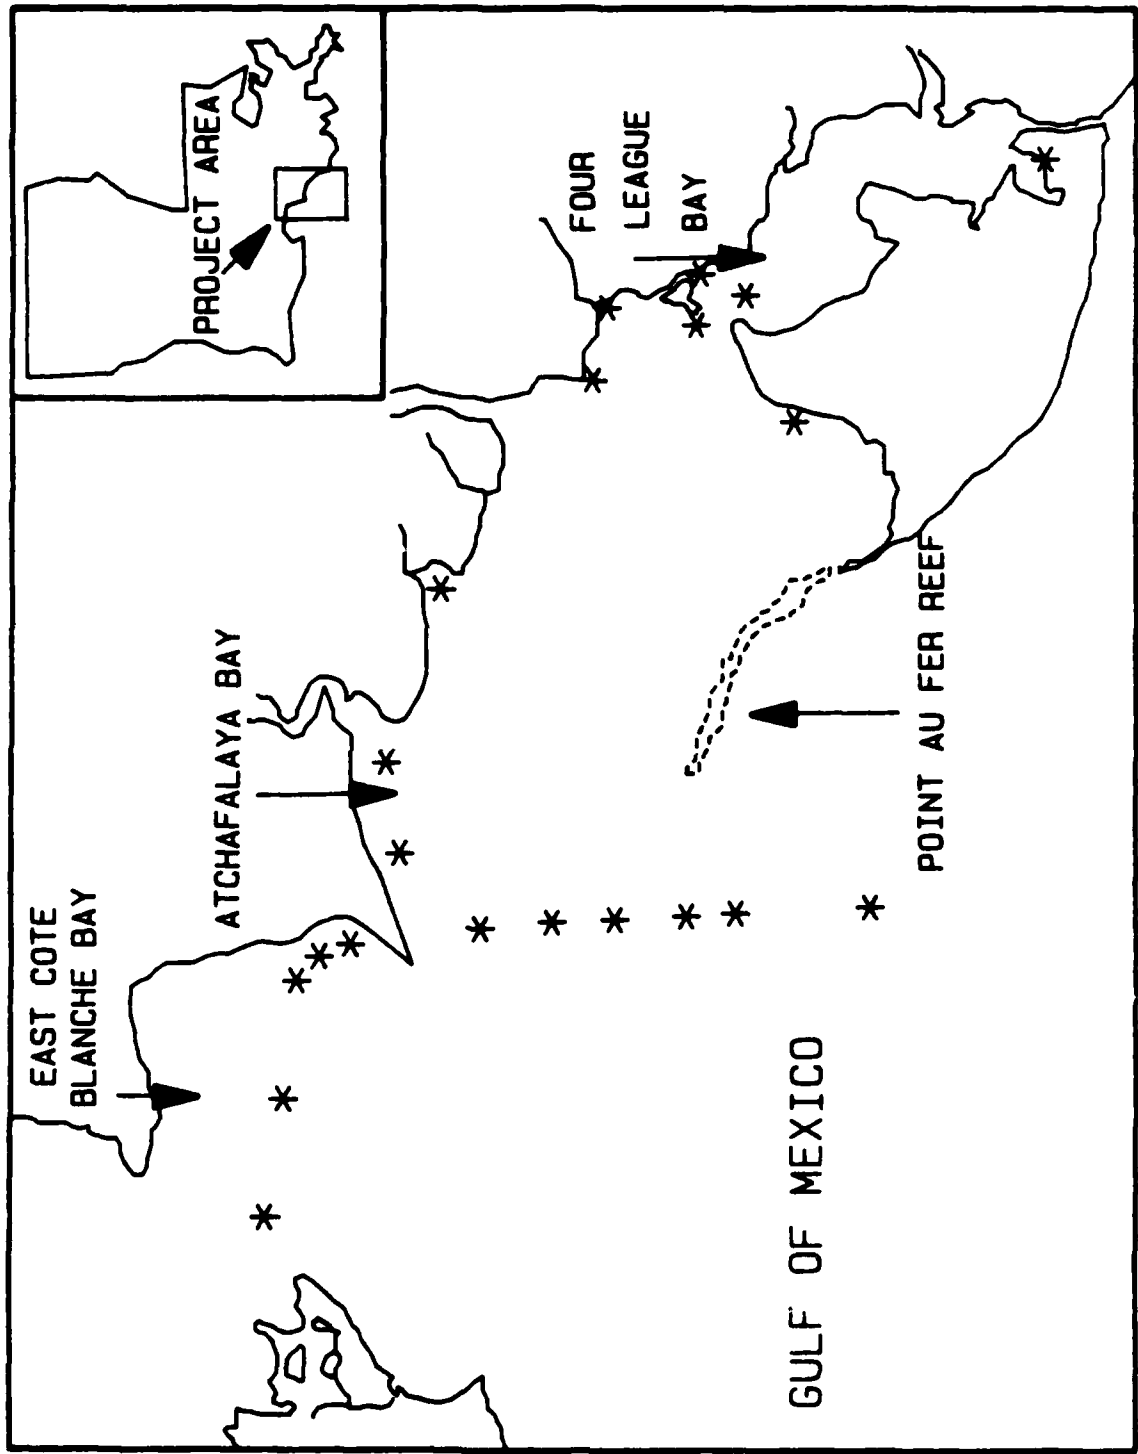 EAST COTE
BLANCHE BAY
ATCHAFALAYA BAY
PROJECT AREA
FOUR
LEAGUE
BAY
POINT AU FER REEF
GULF OF MEXICO